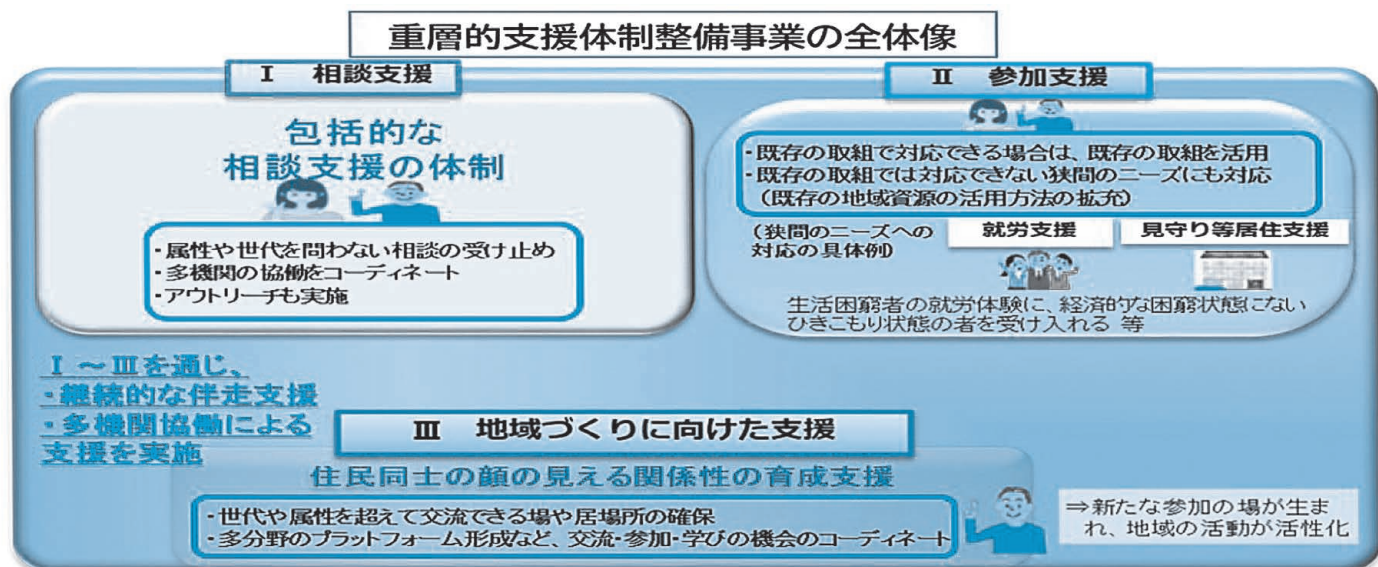 重層的支援体制整備事業の全体像
Ⅰ 相談支援
包括的な
相談支援の体制
・属性や世代を問わない相談の受け止め
・多機関の協働をコーディネート
・アウトリーチも実施
Ⅱ 参加支援
・既存の取組で対応できる場合は、既存の取組を活用
・既存の取組では対応できない狭間のニーズにも対応
（既存の地域資源の活用方法の拡充）
（狭間のニーズへの
対応の具体例）
就労支援
見守り等居住支援
生活困窮者の就労体験に、経済的な困窮状態にない
ひきこもり状態の者を受け入れる 等
Ⅰ～Ⅲを通じ、
・継続的な伴走支援
・多機関協働による
支援を実施
Ⅲ 地域づくりに向けた支援
住民同士の顔の見える関係性の育成支援
・世代や属性を超えて交流できる場や居場所の確保
・多分野のプラットフォーム形成など、交流・参加・学びの機会のコーディネート
⇒新たな参加の場が生ま
れ、地域の活動が活性化